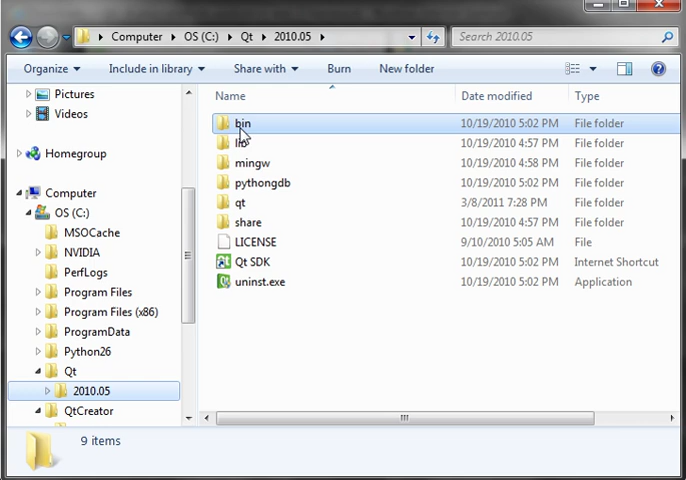 Computer OS (C:) Qt 2010.05 Search 2010.05
Organize Include in library Share with Burn New folder
Name Date modified Type
Pictures
Videos
Homegroup
Computer
OS (C:)
MSOCache
NVIDIA
PerfLogs
Program Files
Program Files (x86)
ProgramData
Python26
Qt
2010.05
QtCreator
bin 10/19/2010 5:02 PM File folder
10/19/2010 4:57 PM File folder
mingw 10/19/2010 4:58 PM File folder
pythongdb 10/19/2010 5:02 PM File folder
qt 3/8/2011 7:28 PM File folder
share 10/19/2010 4:57 PM File folder
LICENSE 9/10/2010 5:05 AM File
Qt SDK 10/19/2010 5:02 PM Internet Shortcut
uninst.exe 10/19/2010 5:02 PM Application
9 items